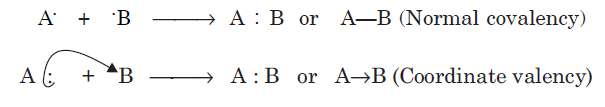 A· + ·B ⟶ A : B or A—B (Normal covalency)
A : + B ⟶ A : B or A→B (Coordinate valency)